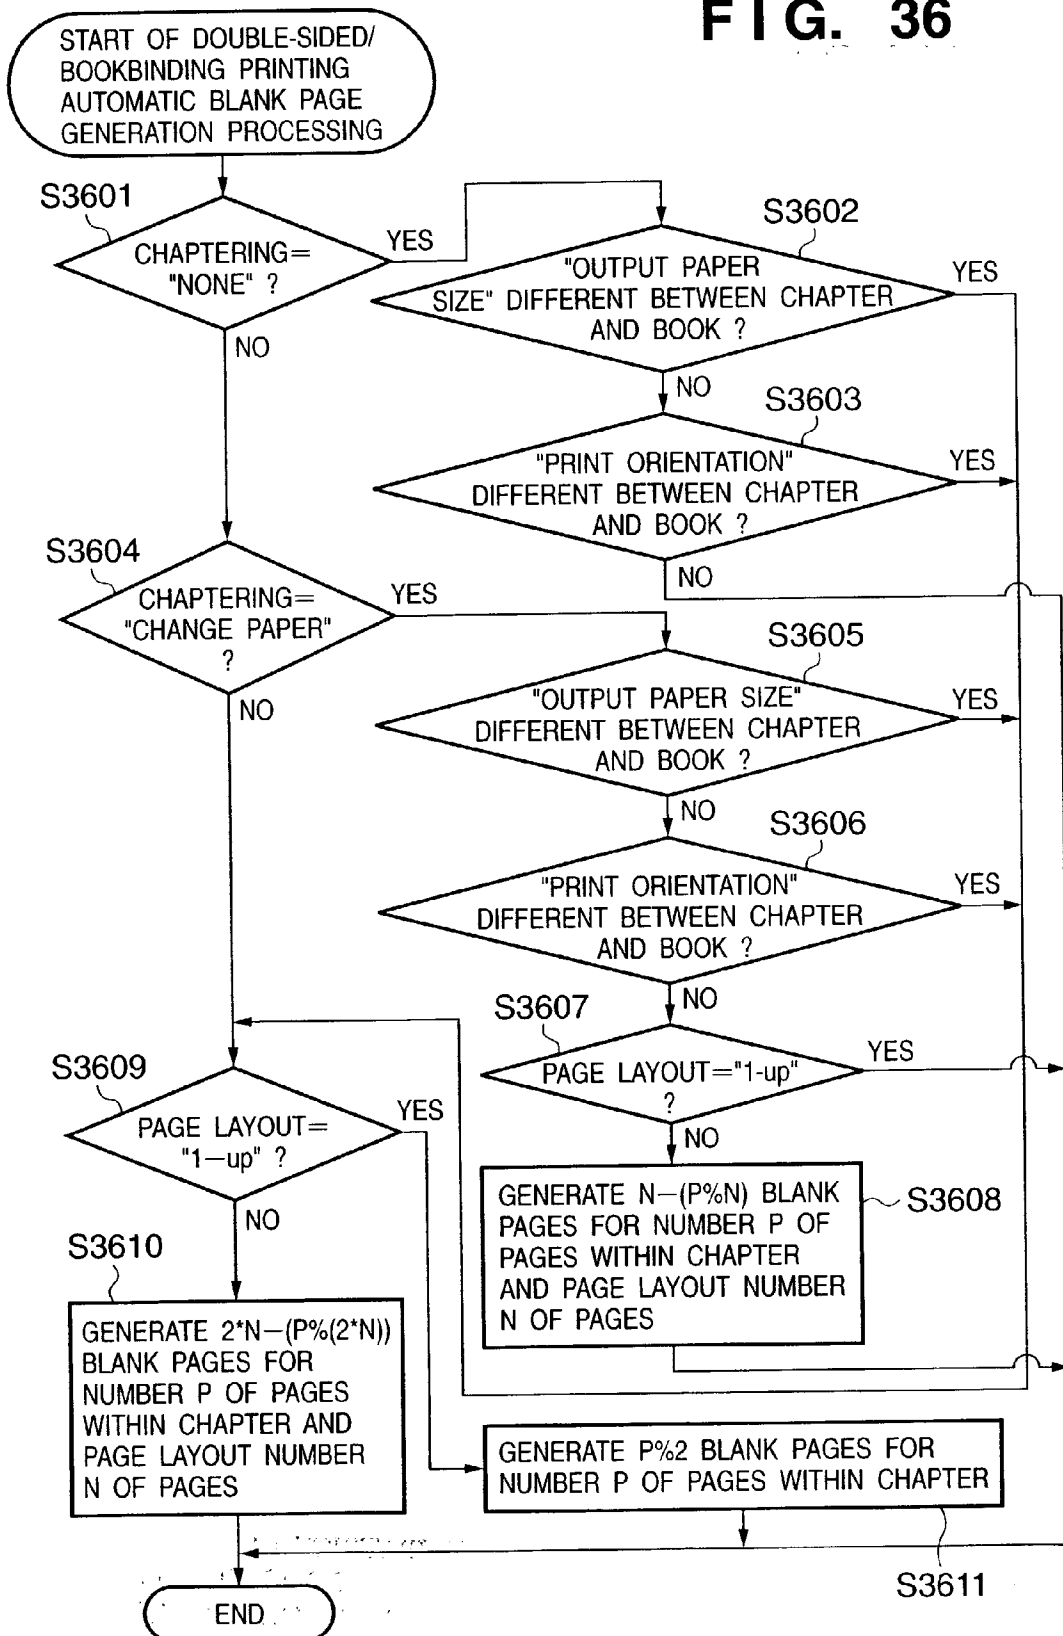 FIG. 36
START OF DOUBLE-SIDED/
BOOKBINDING PRINTING
AUTOMATIC BLANK PAGE
GENERATION PROCESSING
S3601
CHAPTERING=
"NONE" ?
YES
NO
S3602
"OUTPUT PAPER
SIZE" DIFFERENT BETWEEN CHAPTER
AND BOOK ?
YES
NO
S3603
"PRINT ORIENTATION"
DIFFERENT BETWEEN CHAPTER
AND BOOK ?
YES
NO
S3604
CHAPTERING=
"CHANGE PAPER"
?
YES
NO
S3605
"OUTPUT PAPER SIZE"
DIFFERENT BETWEEN CHAPTER
AND BOOK ?
YES
NO
S3606
"PRINT ORIENTATION"
DIFFERENT BETWEEN CHAPTER
AND BOOK ?
YES
NO
S3607
PAGE LAYOUT="1-up"
?
YES
NO
S3608
GENERATE N-(P%N) BLANK
PAGES FOR NUMBER P OF
PAGES WITHIN CHAPTER
AND PAGE LAYOUT NUMBER
N OF PAGES
S3609
PAGE LAYOUT=
"1-up" ?
YES
NO
S3610
GENERATE 2*N-(P%(2*N))
BLANK PAGES FOR
NUMBER P OF PAGES
WITHIN CHAPTER AND
PAGE LAYOUT NUMBER
N OF PAGES
GENERATE P%2 BLANK PAGES FOR
NUMBER P OF PAGES WITHIN CHAPTER
S3611
END